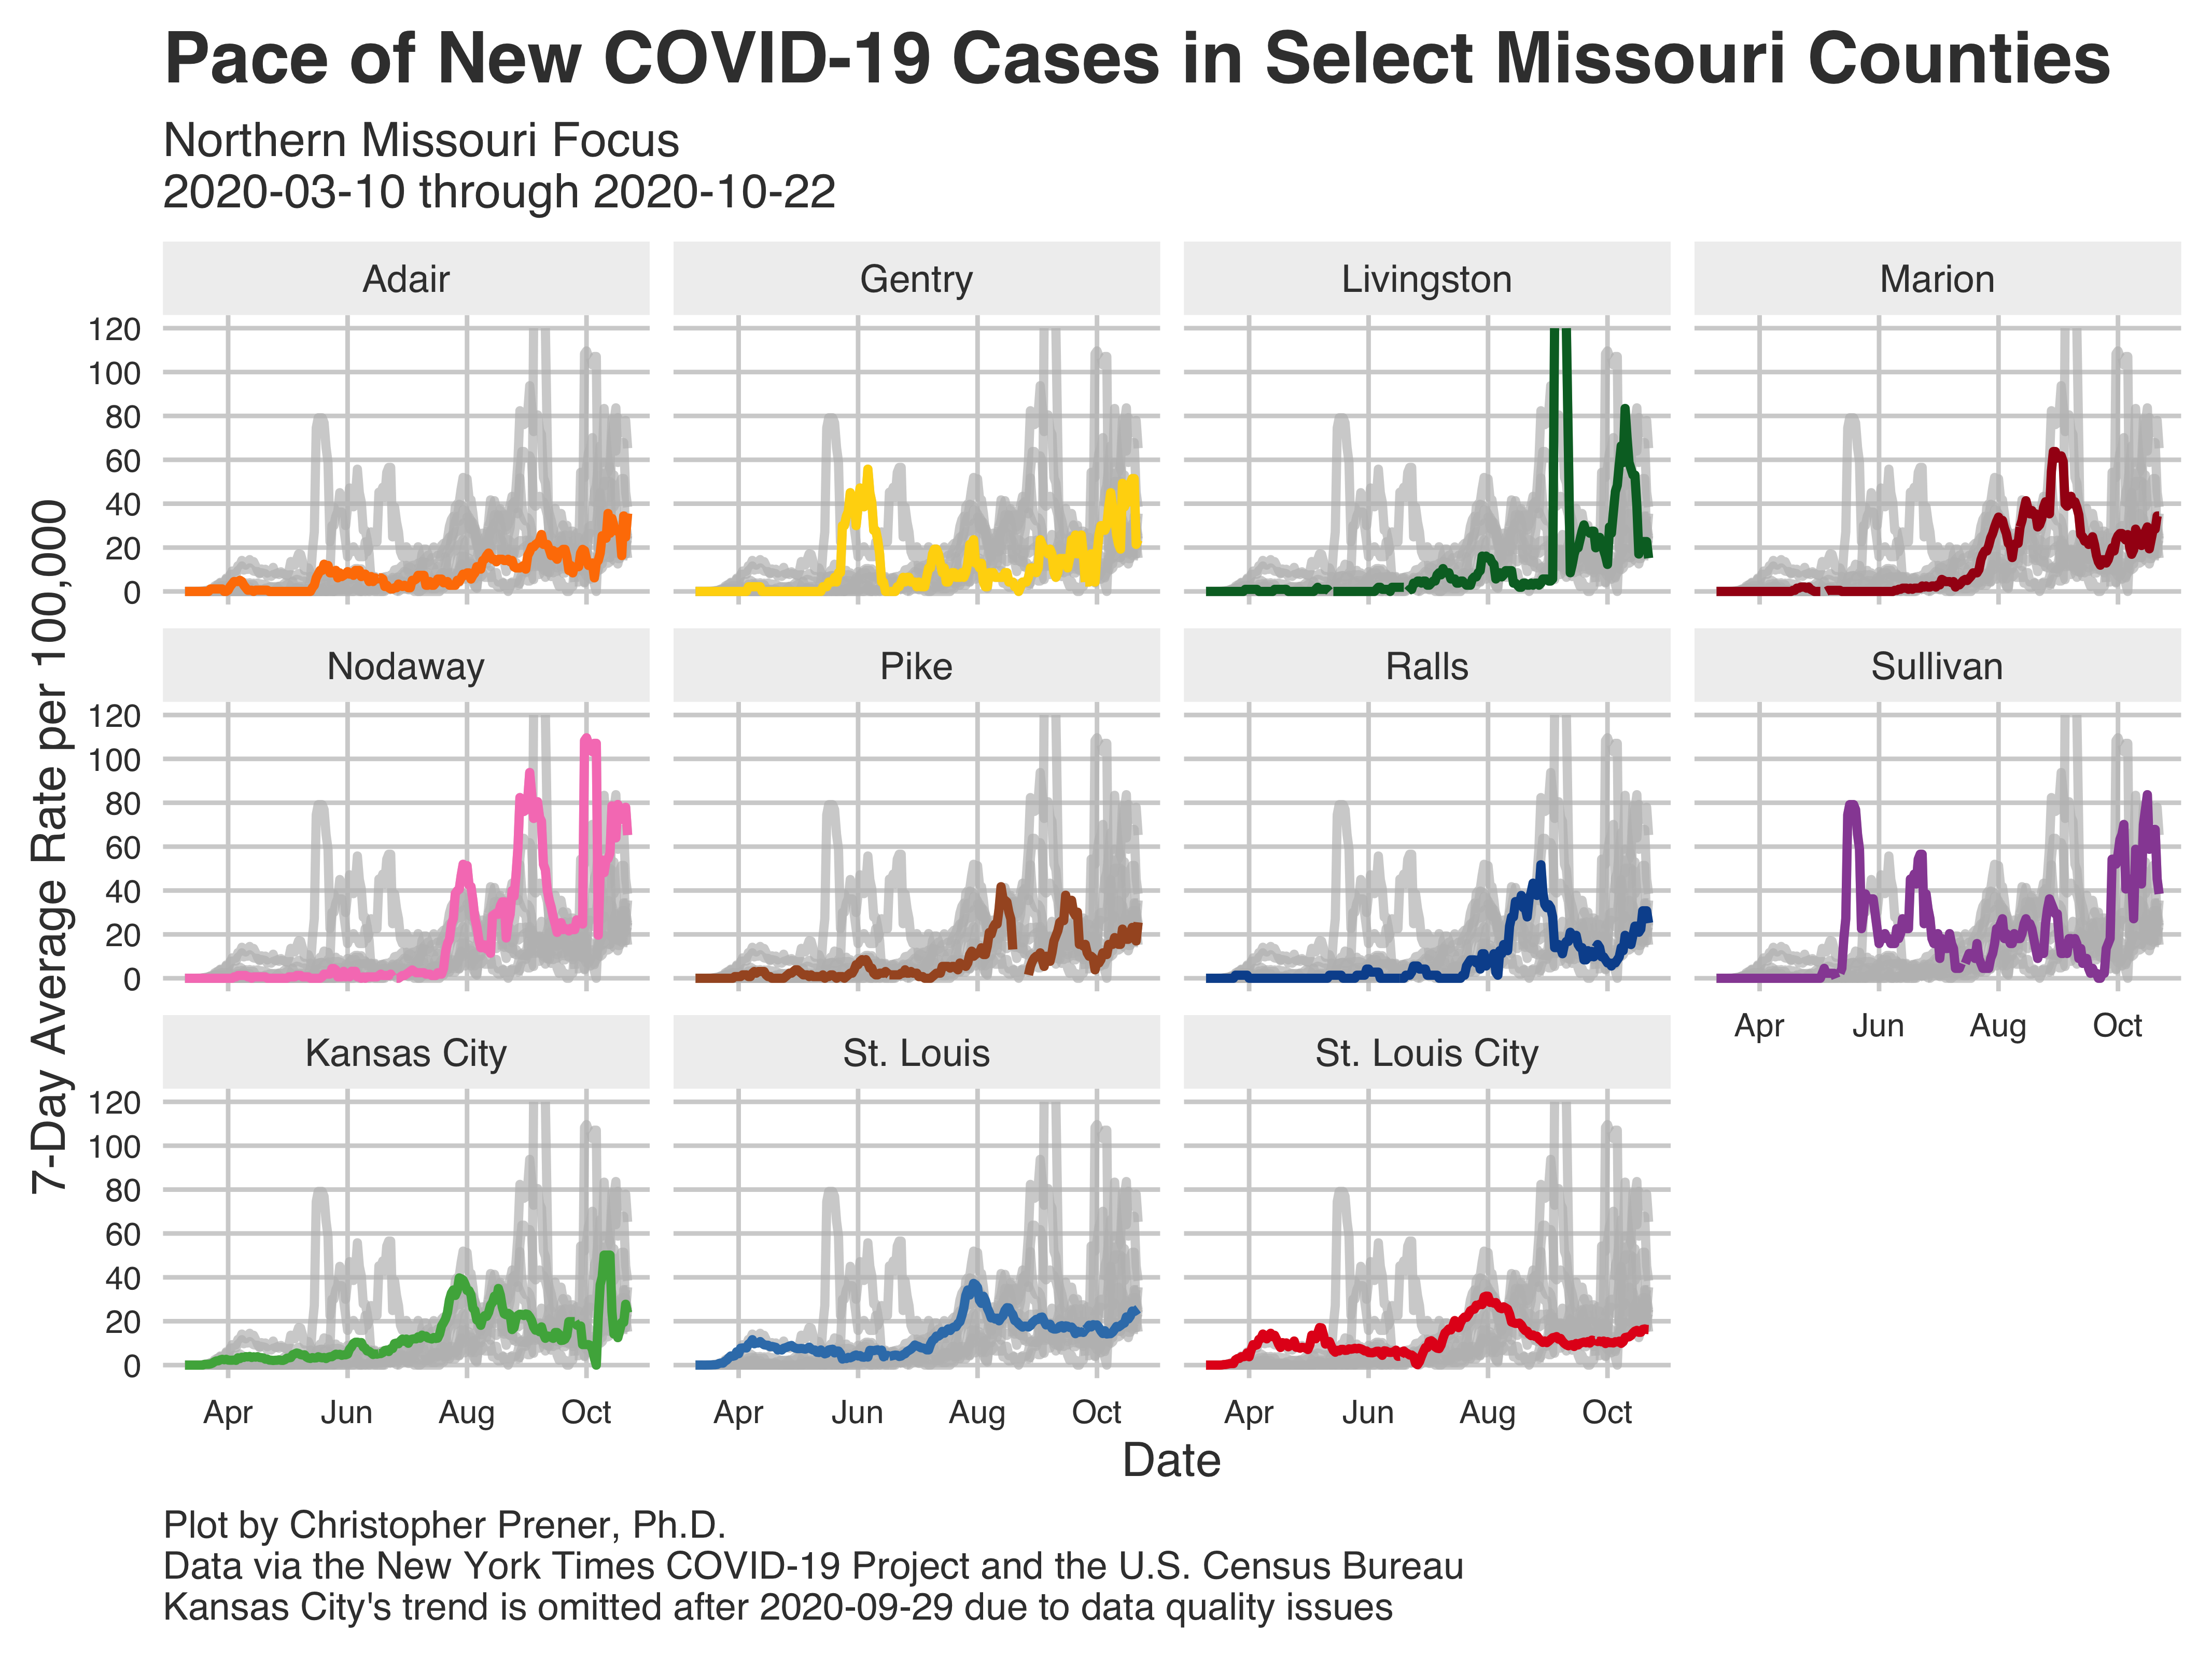 Pace of New COVID-19 Cases in Select Missouri Counties
Northern Missouri Focus
2020-03-10 through 2020-10-22
7-Day Average Rate per 100,000
Adair
Gentry
Livingston
Marion
120
100
80
60
40
20
0
Nodaway
Pike
Ralls
Sullivan
120
100
80
60
40
20
0
Apr Jun Aug Oct
Kansas City
St. Louis
St. Louis City
120
100
80
60
40
20
0
Apr Jun Aug Oct
Apr Jun Aug Oct
Apr Jun Aug Oct
Date
Plot by Christopher Prener, Ph.D.
Data via the New York Times COVID-19 Project and the U.S. Census Bureau
Kansas City's trend is omitted after 2020-09-29 due to data quality issues